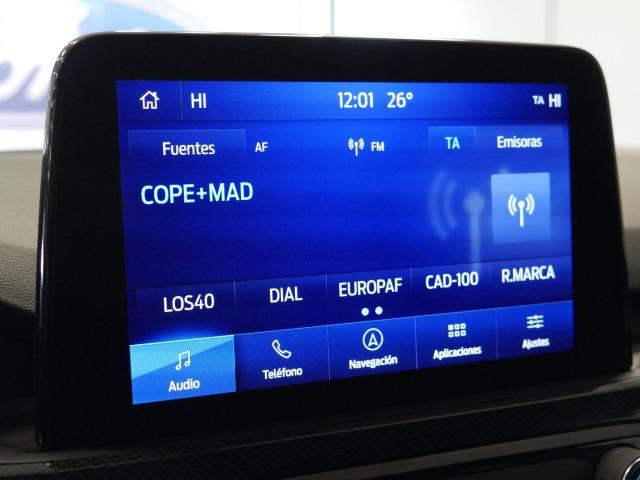 HI 12:01 26° TA HI
Fuentes AF FM TA Emisoras
COPE+MAD
LOS40 DIAL EUROPAF CAD-100 R.MARCA
Audio Teléfono Navegación Aplicaciones Ajustes